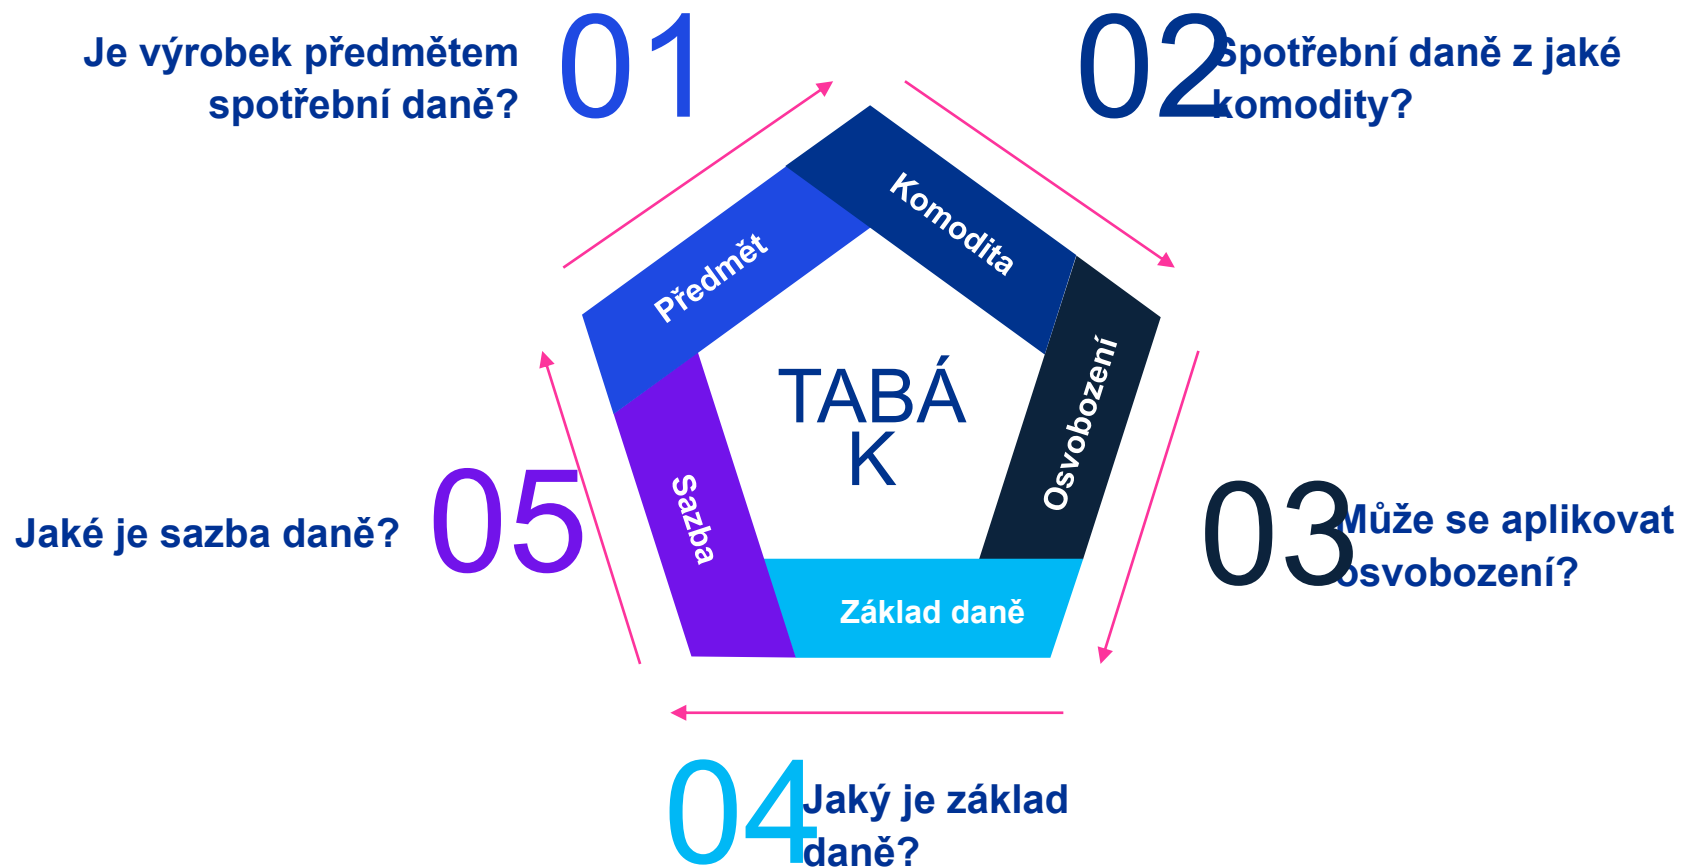 01
Je výrobek předmětem
spotřební daně?
02
Spotřební daně z jaké
komodity?
Předmět
Komodita
Osvobození
Základ daně
Sazba
TABÁ
K
03
Může se aplikovat
osvobození?
05
Jaké je sazba daně?
04
Jaký je základ
daně?